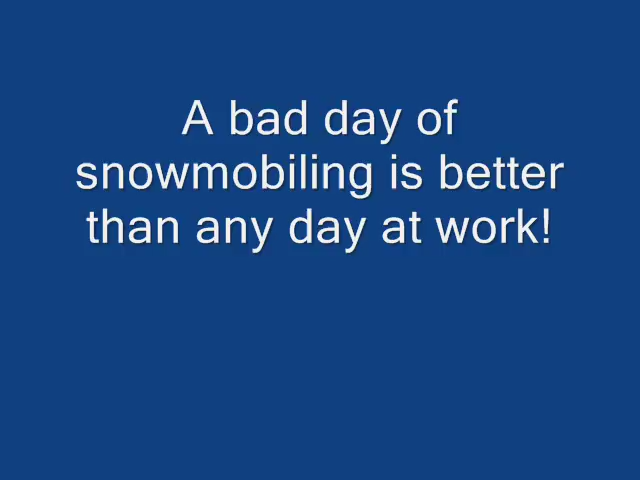 A bad day of
snowmobiling is better
than any day at work!